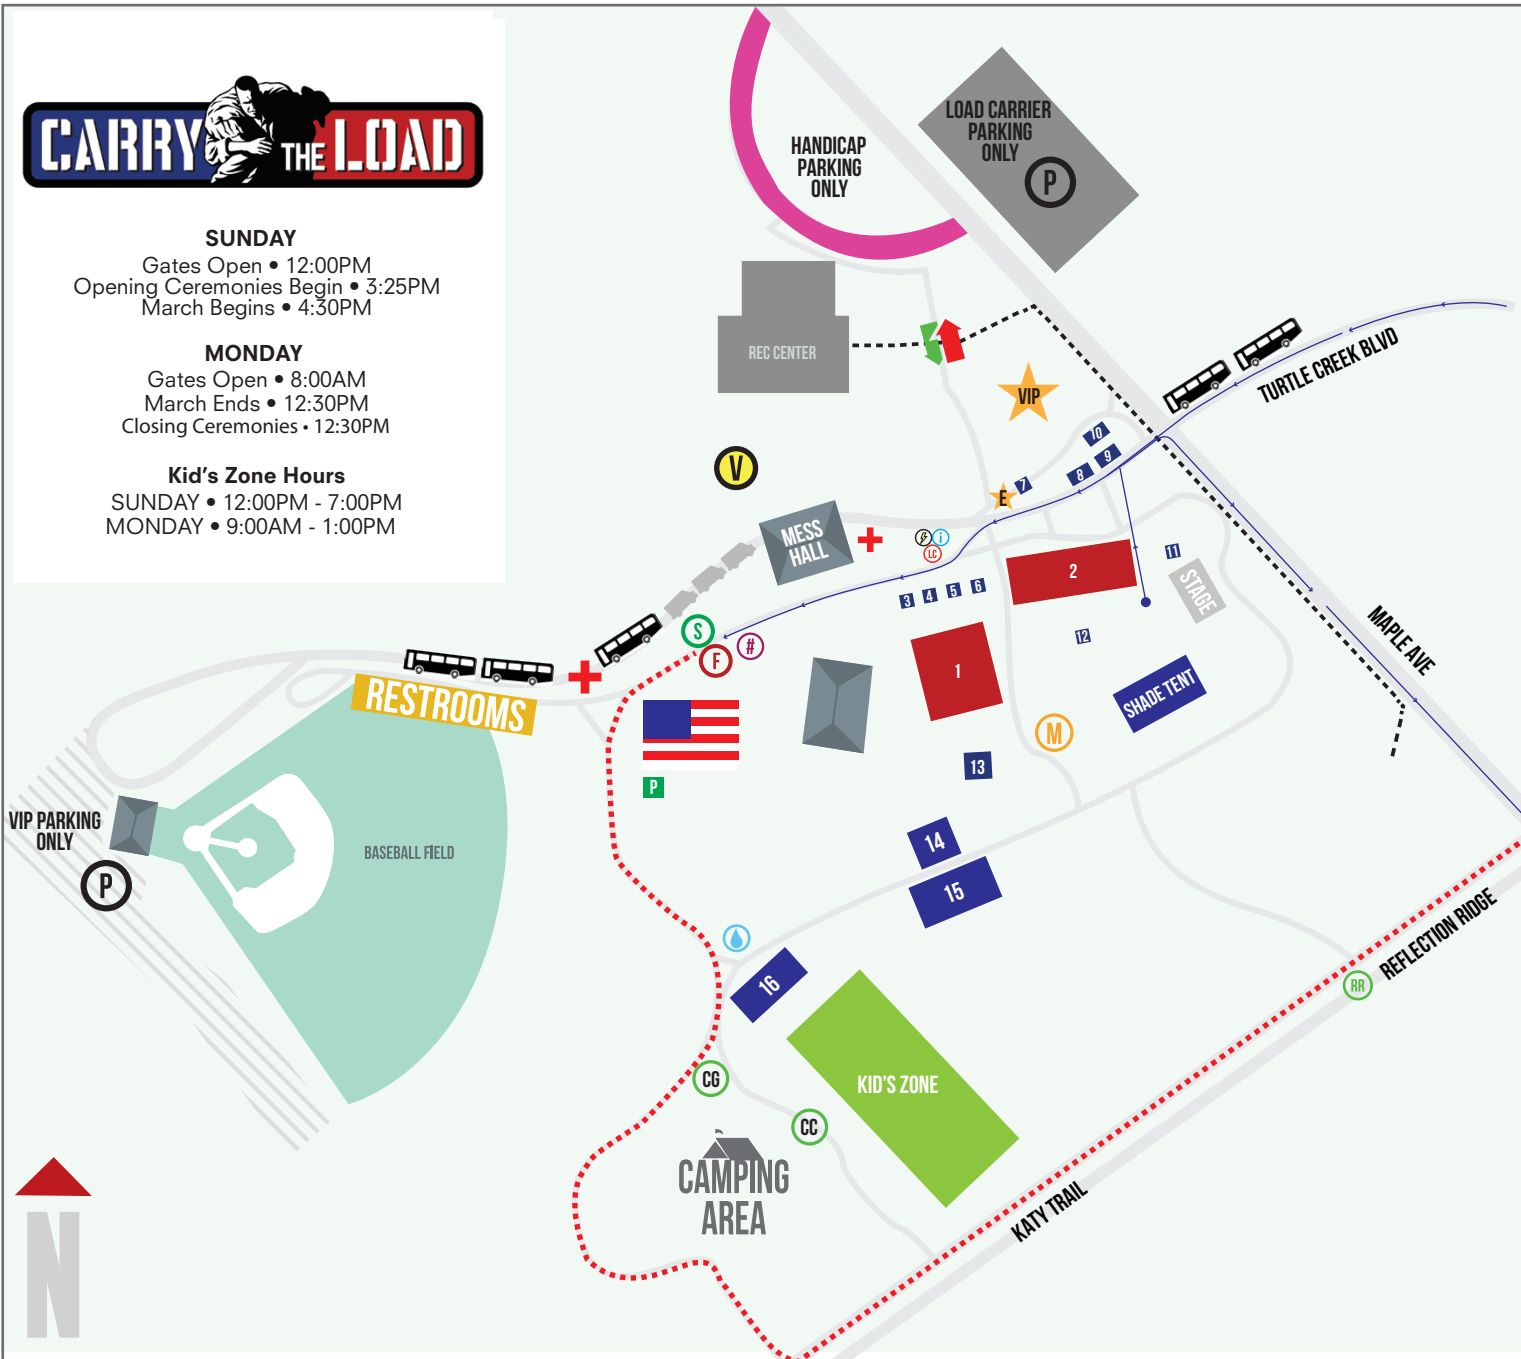 CARRY THE LOAD
SUNDAY
Gates Open • 12:00PM
Opening Ceremonies Begin • 3:25PM
March Begins • 4:30PM
MONDAY
Gates Open • 8:00AM
March Ends • 12:30PM
Closing Ceremonies • 12:30PM
Kid's Zone Hours
SUNDAY • 12:00PM - 7:00PM
MONDAY • 9:00AM - 1:00PM
HANDICAP
PARKING
ONLY
LOAD CARRIER
PARKING
ONLY
P
REC CENTER
VIP
TURTLE CREEK BLVD
V
10
9
8
7
E
MESS
HALL
i
LC
2
11
STAGE
3
4
5
6
S
F
#
12
1
MAPLE AVE
SHADE TENT
RESTROOMS
M
13
P
VIP PARKING
ONLY
P
BASEBALL FIELD
14
15
16
REFLECTION RIDGE
RR
CG
CC
KID'S ZONE
CAMPING
AREA
KATY TRAIL
N